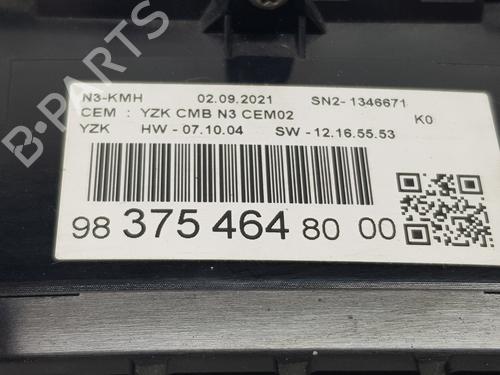 B-PARTS
N3-KMH 02.09.2021 SN2- 1346671
CEM : YZK CMB N3 CEM02 K0
YZK HW - 07.10.04 SW - 12.16.55.53
98 375 464 80 00